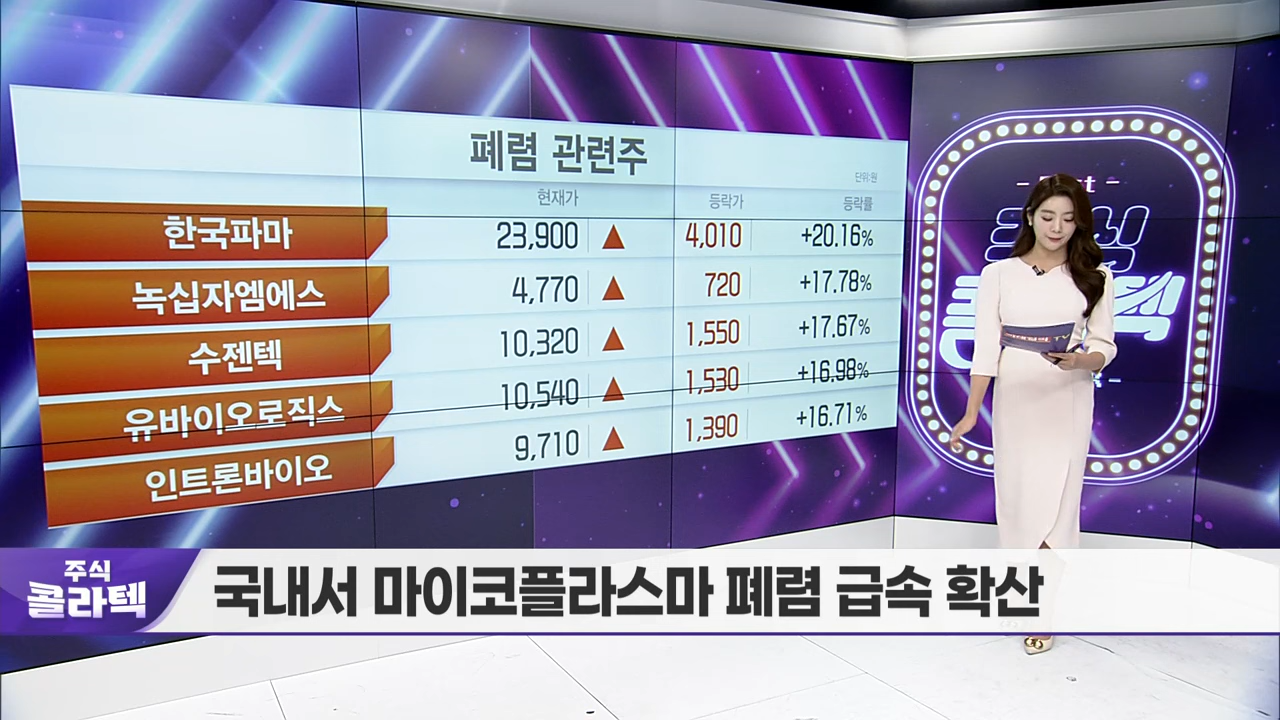 폐렴 관련주
단위:원
현재가 등락가 등락률
한국파마 23,900 ▲ 4,010 +20.16%
녹십자엠에스 4,770 ▲ 720 +17.78%
수젠텍 10,320 ▲ 1,550 +17.67%
유바이오로직스 10,540 ▲ 1,530 +16.98%
인트론바이오 9,710 ▲ 1,390 +16.71%
주식
콜라텍
국내서 마이코플라스마 폐렴 급속 확산